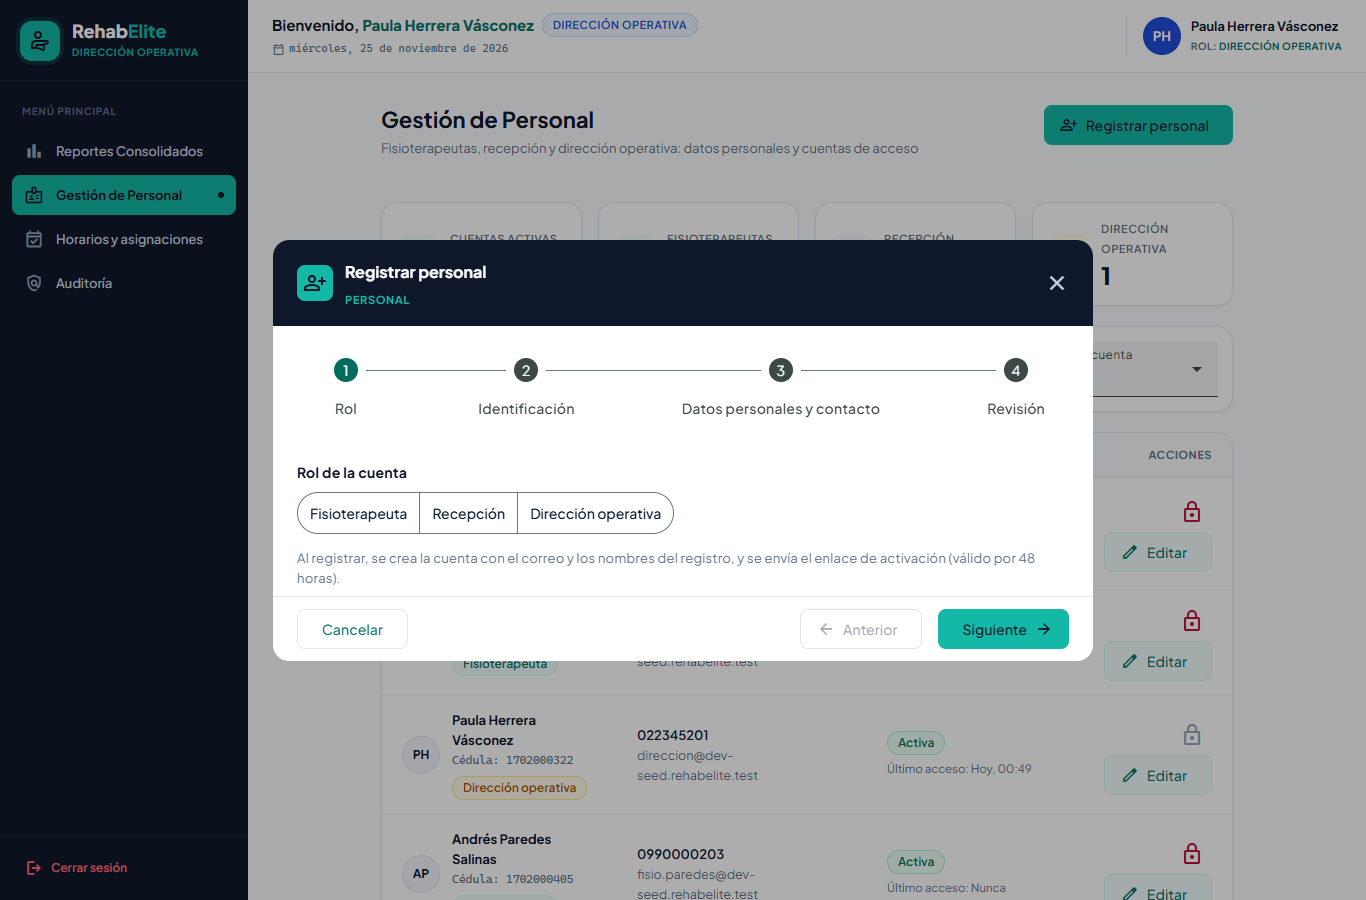 RehabElite
DIRECCIÓN OPERATIVA
MENÚ PRINCIPAL
Reportes Consolidados
Gestión de Personal
Horarios y asignaciones
Auditoría
Cerrar sesión
Bienvenido, Paula Herrera Vásconez DIRECCIÓN OPERATIVA
miércoles, 25 de noviembre de 2026
PH
Paula Herrera Vásconez
ROL: DIRECCIÓN OPERATIVA
Gestión de Personal
Fisioterapeutas, recepción y dirección operativa: datos personales y cuentas de acceso
Registrar personal
CUENTAS ACTIVAS
FISIOTERAPEUTAS
RECEPCIÓN
DIRECCIÓN
OPERATIVA
1
cuenta
ACCIONES
Registrar personal
PERSONAL
1
2
3
4
Rol
Identificación
Datos personales y contacto
Revisión
Rol de la cuenta
Fisioterapeuta
Recepción
Dirección operativa
Al registrar, se crea la cuenta con el correo y los nombres del registro, y se envía el enlace de activación (válido por 48
horas).
Cancelar
Anterior
Siguiente
Editar
Editar
Fisioterapeuta
seed.rehabelite.test
PH
Paula Herrera
Vásconez
Cédula: 1702000322
Dirección operativa
022345201
direccion@dev-
seed.rehabelite.test
Activa
Último acceso: Hoy, 00:49
Editar
AP
Andrés Paredes
Salinas
Cédula: 1702000405
0990000203
fisio.paredes@dev-
seed.rehabelite.test
Activa
Último acceso: Nunca
Editar